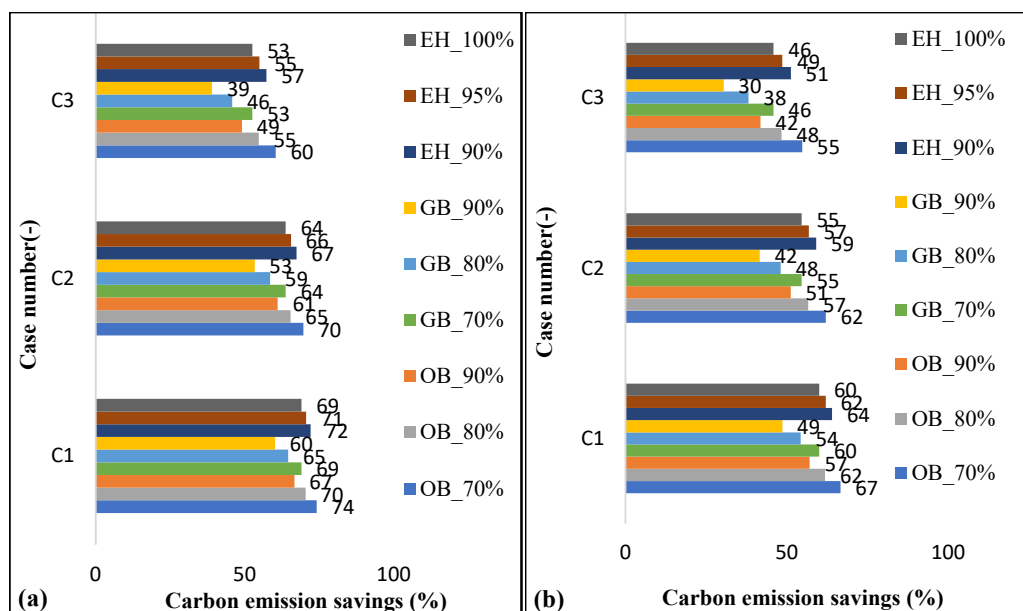 C3
53
55
57
39
46
53
49
55
60
C2
64
66
67
53
59
64
61
65
70
C1
69
71
72
60
65
69
67
70
74
Case number(-)
0
50
100
Carbon emission savings (%)
(a)
EH_100%
EH_95%
EH_90%
GB_90%
GB_80%
GB_70%
OB_90%
OB_80%
OB_70%
(b)
C3
46
49
51
30
38
46
42
48
55
C2
55
57
59
42
48
55
51
57
62
C1
60
62
64
49
54
60
57
62
67
Case number(-)
0
50
100
Carbon emission savings (%)
(b)
EH_100%
EH_95%
EH_90%
GB_90%
GB_80%
GB_70%
OB_90%
OB_80%
OB_70%